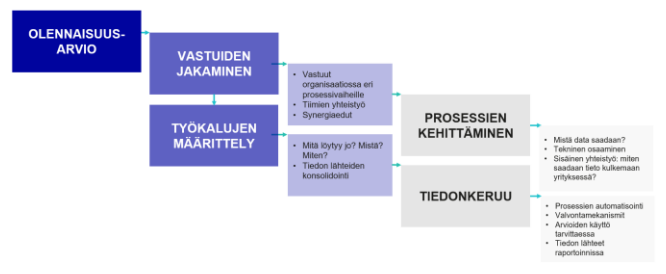 OLENNAISUUS-
ARVIO
VASTUIDEN
JAKAMINEN
• Vastuut
organisaatiossa eri
prosessivaiheille
• Tiimien yhteistyö
• Synergiaedut
TYÖKALUJEN
MÄÄRITTELY
• Mitä löytyy jo? Mistä?
Miten?
• Tiedon lähteiden
konsolidointi
PROSESSIEN
KEHITTÄMINEN
• Mistä data saadaan?
• Tekninen osaaminen
• Sisäinen yhteistyö: miten
saadaan tieto kulkemaan
yrityksessä?
TIEDONKERUU
• Prosessien automatisointi
• Valvontamekanismit
• Arvioiden käyttö
tarvittaessa
• Tiedon lähteet
raportoinnissa